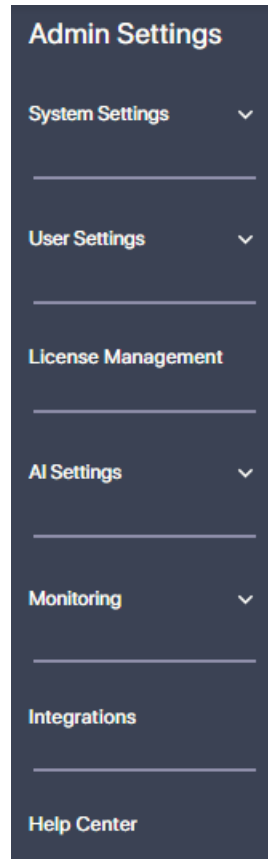 Admin Settings
System Settings
User Settings
License Management
AI Settings
Monitoring
Integrations
Help Center